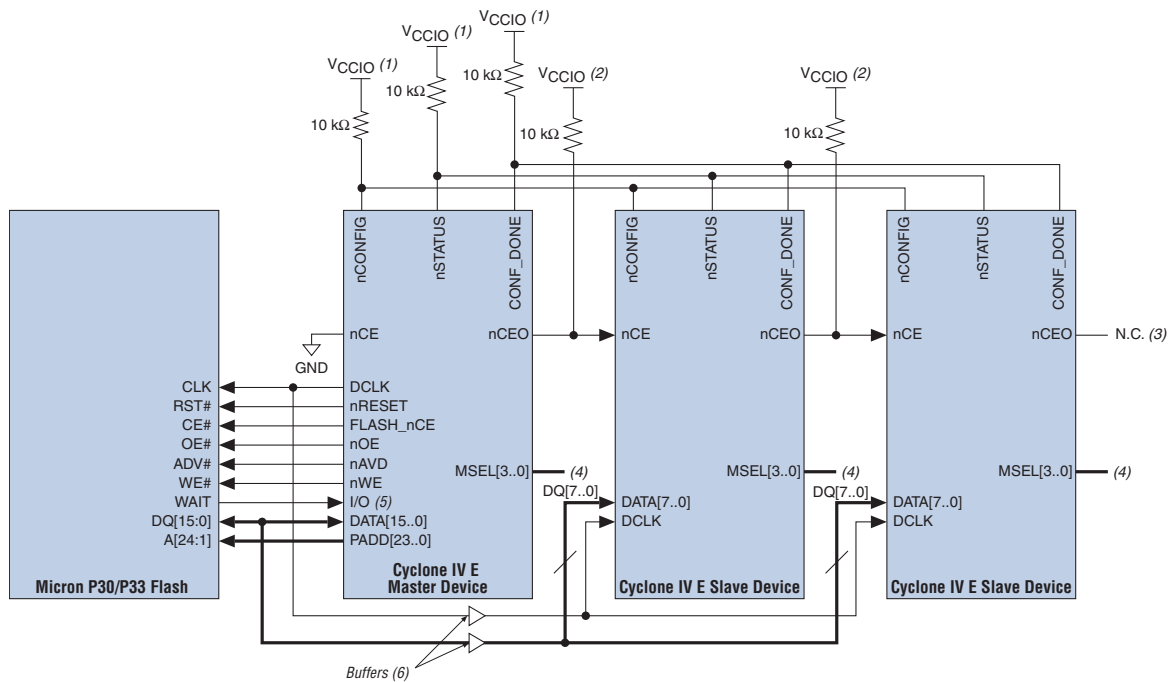 VCCIO (1)
VCCIO (1)
VCCIO (1)
VCCIO (2)
VCCIO (2)
10 kΩ
10 kΩ
10 kΩ
10 kΩ
10 kΩ
nCONFIG
nSTATUS
CONF_DONE
nCONFIG
nSTATUS
CONF_DONE
nCONFIG
nSTATUS
CONF_DONE
nCE
nCEO
nCE
nCEO
nCE
nCEO
N.C. (3)
GND
CLK
DCLK
RST#
nRESET
CE#
FLASH_nCE
OE#
nOE
ADV#
nAVD
MSEL[3..0]
(4)
MSEL[3..0]
(4)
MSEL[3..0]
(4)
WE#
nWE
DQ[7..0]
DQ[7..0]
WAIT
I/O (5)
DATA[7..0]
DATA[7..0]
DQ[15:0]
DATA[15..0]
DCLK
DCLK
A[24:1]
PADD[23..0]
Micron P30/P33 Flash
Cyclone IV E
Master Device
Cyclone IV E Slave Device
Cyclone IV E Slave Device
Buffers (6)